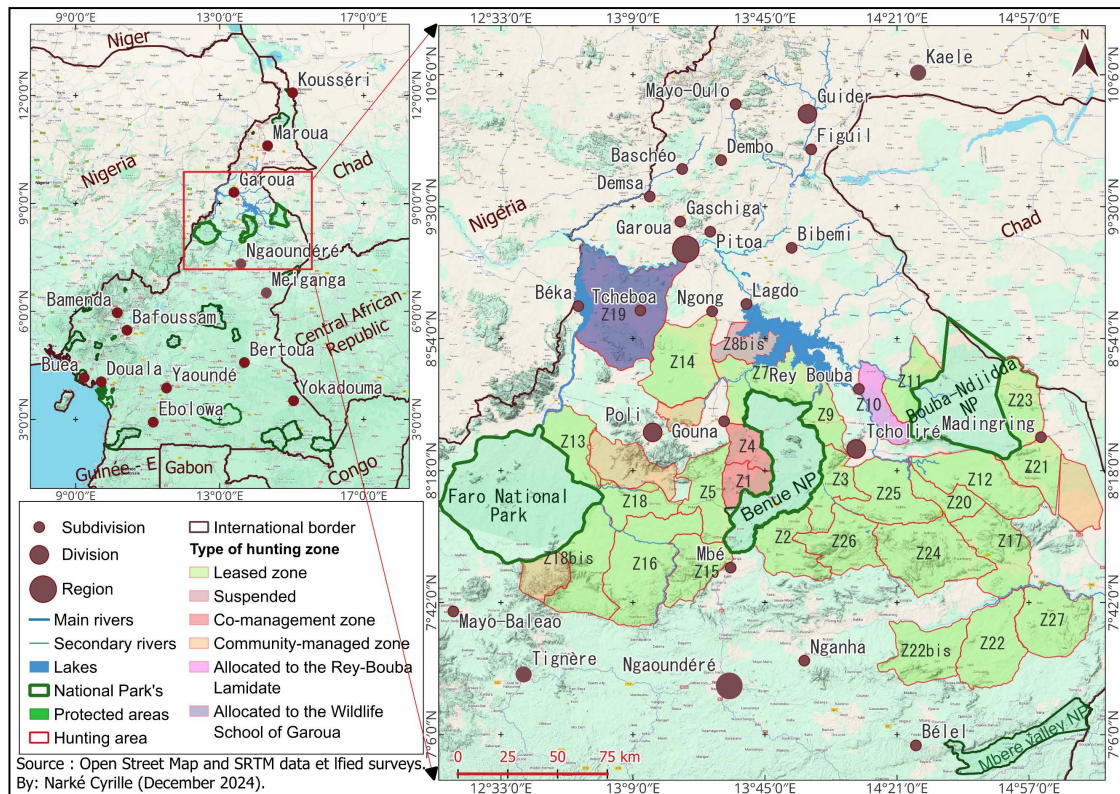 9°00'0"N
13°00'0"E
17°00'0"E
Niger
Kousséri
12°0'0"N
Maroua
Nigeria
Chad
Garoua
9°0'0"N
Ngaoundéré
Meiganga
Bamenda
6°0'0"N
Bafoussam
Central African
Republic
Bertoua
Buea
Douala
Yaoundé
Yokadouma
Ebolowa
3°0'0"N
Guinée - E
Gabon
Congo
9°00'0"E
13°00'0"E
17°00'0"E
12°33'0"E
13°9'0"E
13°45'0"E
14°21'0"E
14°57'0"E
N
Kaele
10°6'0"N
Mayo-Oulo
Guider
Figuil
Baschéo
Dembo
Demsa
9°30'0"N
Nigeria
Gaschiga
Chad
Garoua
Pitoa
Bibemi
Béka
Tcheboa
Z19
Ngong
Lagdo
8°54'0"N
Z8bis
Z14
Z7
Rey Bouba
Z11
Z10
Bouba-Ndjidda
NP
Z23
Z9
Poli
Gouna
Madingring
Z13
Z4
Tcholiré
8°18'0"N
Faro National
Park
Z18
Z5
Z1
Benue NP
Z3
Z25
Z12
Z21
Z20
Z18bis
Z16
Mbé
Z15
Z2
Z26
Z24
Z17
7°42'0"N
Mayo-Baleao
Z27
Nganha
Z22bis
Z22
Tignère
Ngaoundéré
7°6'0"N
Bélel
Mbere valley NP
0
25
50
75 km
12°33'0"E
13°9'0"E
13°45'0"E
14°21'0"E
14°57'0"E
Subdivision
Division
Region
Main rivers
Secondary rivers
Lakes
National Park's
Protected areas
Hunting area
International border
Type of hunting zone
Leased zone
Suspended
Co-management zone
Community-managed zone
Allocated to the Rey-Bouba
Lamidate
Allocated to the Wildlife
School of Garoua
Source : Open Street Map and SRTM data et Ified surveys.
By: Narké Cyrille (December 2024).